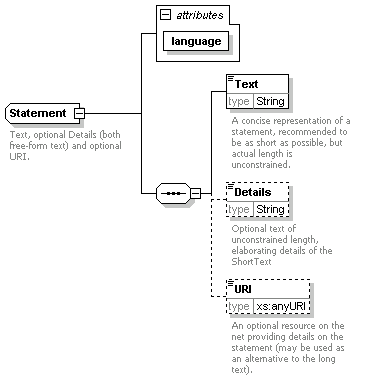 attributes
language
Statement
Text, optional Details (both
free-form text) and optional
URI.
Text
type String
A concise representation of a
statement, recommended to
be as short as possible, but
actual length is
unconstrained.
Details
type String
Optional text of
unconstrained length,
elaborating details of the
ShortText
URI
type xs:anyURI
An optional resource on the
net providing details on the
statement (may be used as
an alternative to the long
text).